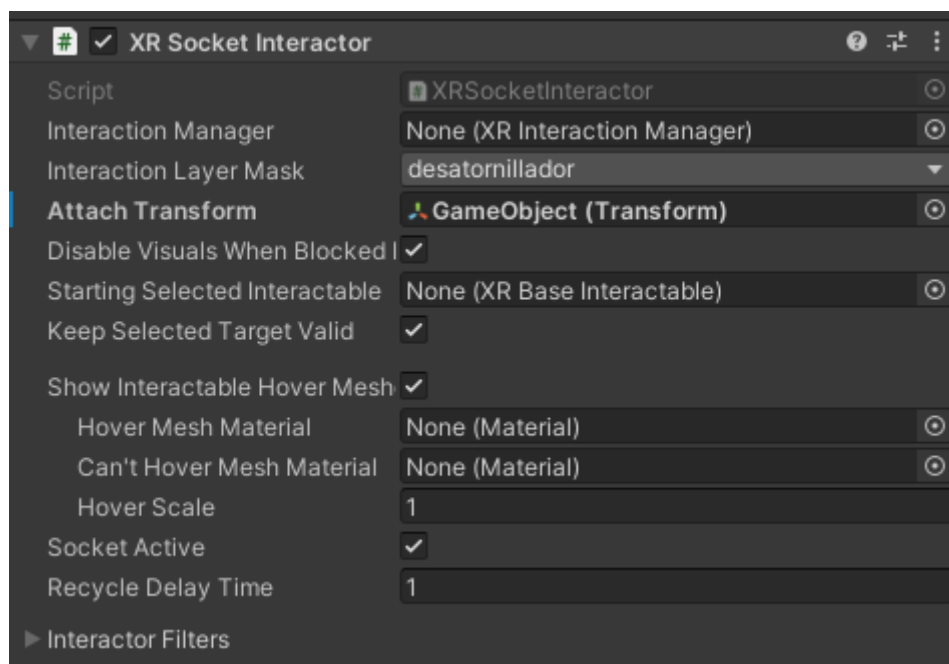 XR Socket Interactor
Script XRSocketInteractor
Interaction Manager None (XR Interaction Manager)
Interaction Layer Mask desatornillador
Attach Transform GameObject (Transform)
Disable Visuals When Blocked I
Starting Selected Interactable None (XR Base Interactable)
Keep Selected Target Valid
Show Interactable Hover Mesh
Hover Mesh Material None (Material)
Can't Hover Mesh Material None (Material)
Hover Scale 1
Socket Active
Recycle Delay Time 1
Interactor Filters